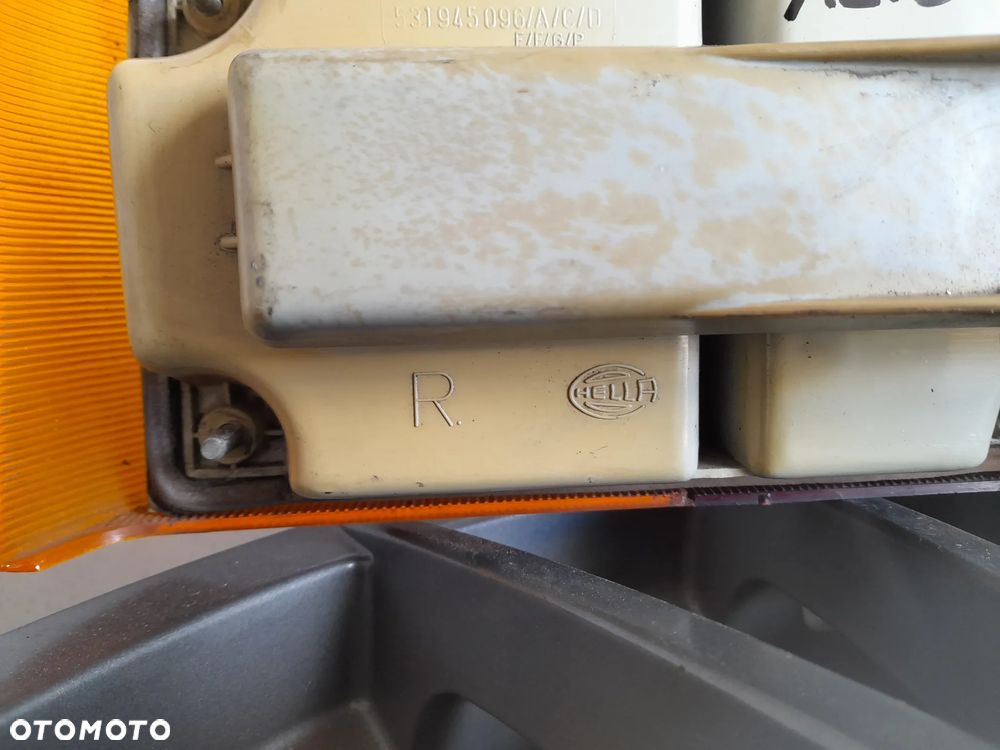 531945096/A/C/D
E/F/G/P
R.
HELLA
OTOMOTO